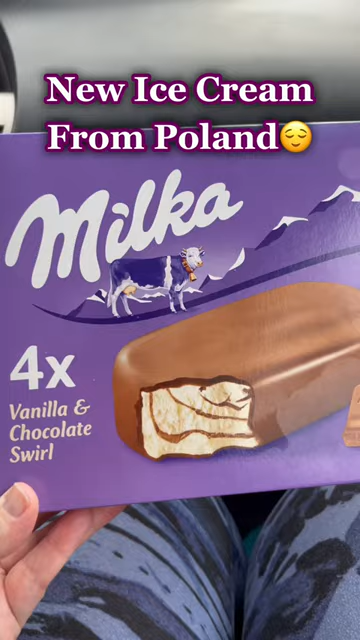 New Ice Cream
From Poland😌
Milka
4x
Vanilla &
Chocolate
Swirl